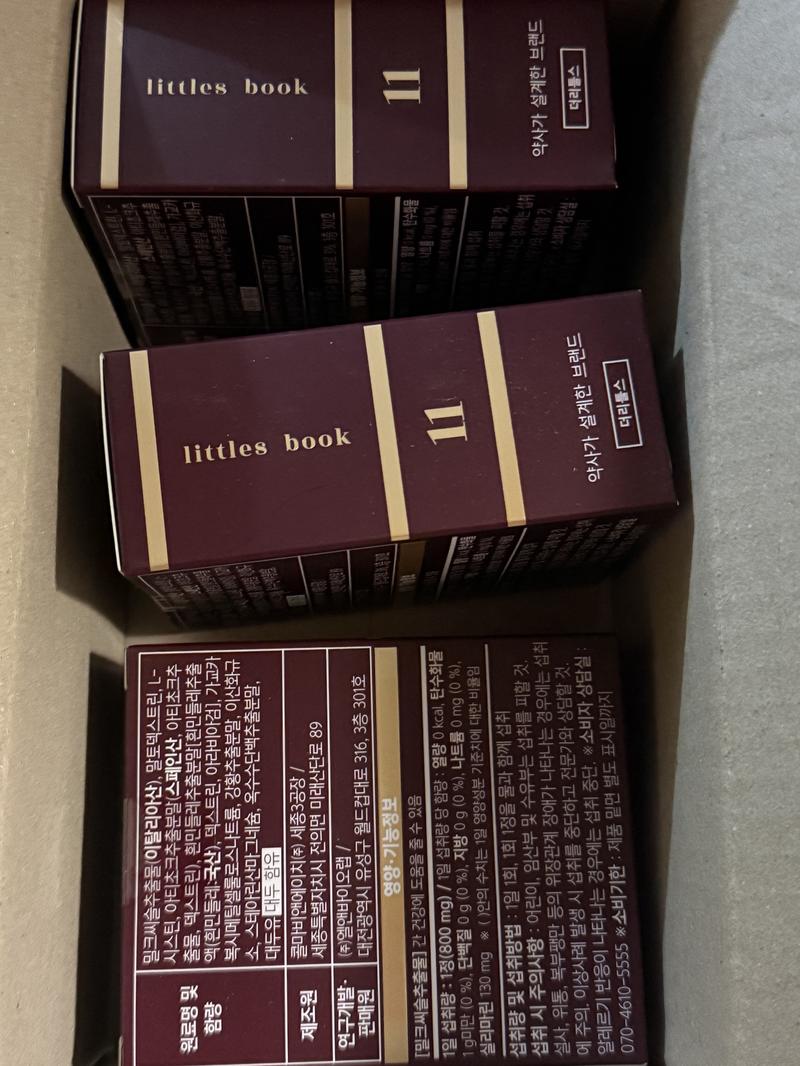 littles book
11
약사가 설계한 브랜드
더리틀스
littles book
11
약사가 설계한 브랜드
더리틀스
원료명 및 함량
밀크씨슬추출물(이탈리아산), 말토덱스트린, L-
시스틴, 아티초크추출분말(스페인산, 아티초크추
출물, 덱스트린), 흰민들레추출분말[흰민들레추출
액(흰민들레:국산), 덱스트린, 아라비아검], 가교카
복시메틸셀룰로스나트륨, 강황추출분말, 이산화규
소, 스테아린산마그네슘, 옥수수단백추출분말,
대두유 대두 함유
제조원
콜마비앤에이치(주) 세종3공장 /
세종특별자치시 전의면 미래산단로 89
연구개발·판매원
(주)엘앤바이오랩 /
대전광역시 유성구 월드컵대로 316, 3층 301호
영양·기능정보
[밀크씨슬추출물] 간 건강에 도움을 줄 수 있음
1일 섭취량 : 1정(800 mg) / 1일 섭취량 당 함량 : 열량 0 kcal, 탄수화물
1 g미만 (0 %), 단백질 0 g (0 %), 지방 0 g (0 %), 나트륨 0 mg (0 %),
실리마린 130 mg ※ ( )안의 수치는 1일 영양성분 기준치에 대한 비율임
섭취량 및 섭취방법 : 1일 1회, 1회 1정을 물과 함께 섭취
섭취 시 주의사항 : 어린이, 임산부 및 수유부는 섭취를 피할 것.
설사, 위통, 복부팽만 등의 위장관계 장애가 나타나는 경우에는 섭취
에 주의. 이상사례 발생 시 섭취를 중단하고 전문가와 상담할 것.
알레르기 반응이 나타나는 경우에는 섭취 중단. ※소비자 상담실 :
070-4610-5555 ※소비기한 : 제품 밑면 별도 표시일까지